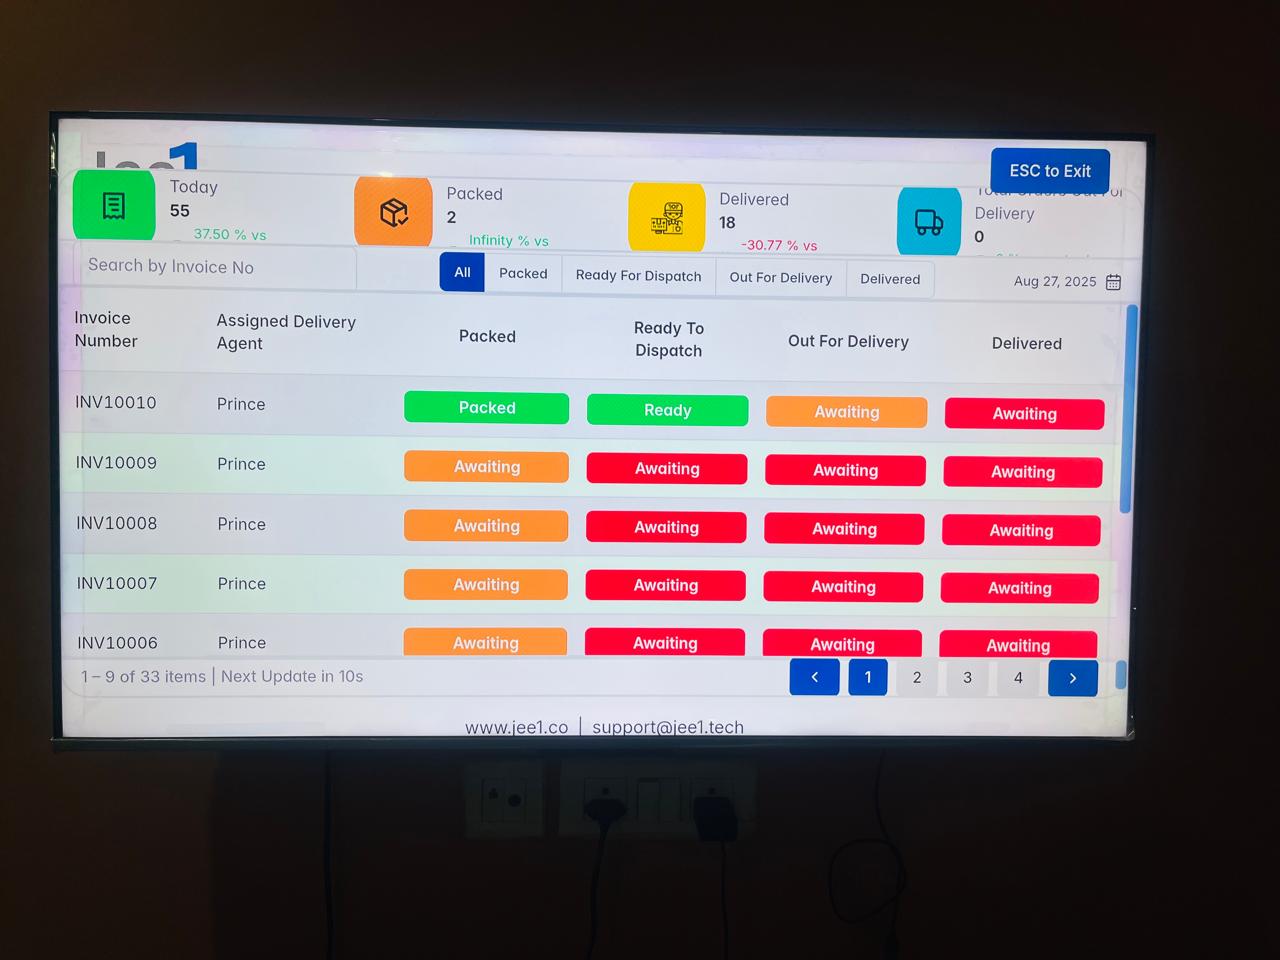 Jee1
ESC to Exit
Today
55
37.50 % vs
Packed
2
Infinity % vs
Delivered
18
-30.77 % vs
Total Orders Out For
Delivery
0
Search by Invoice No
All
Packed
Ready For Dispatch
Out For Delivery
Delivered
Aug 27, 2025
Invoice
Number
Assigned Delivery
Agent
Packed
Ready To
Dispatch
Out For Delivery
Delivered
INV10010
Prince
Packed
Ready
Awaiting
Awaiting
INV10009
Prince
Awaiting
Awaiting
Awaiting
Awaiting
INV10008
Prince
Awaiting
Awaiting
Awaiting
Awaiting
INV10007
Prince
Awaiting
Awaiting
Awaiting
Awaiting
INV10006
Prince
Awaiting
Awaiting
Awaiting
Awaiting
1 – 9 of 33 items | Next Update in 10s
1
2
3
4
www.jee1.co | support@jee1.tech